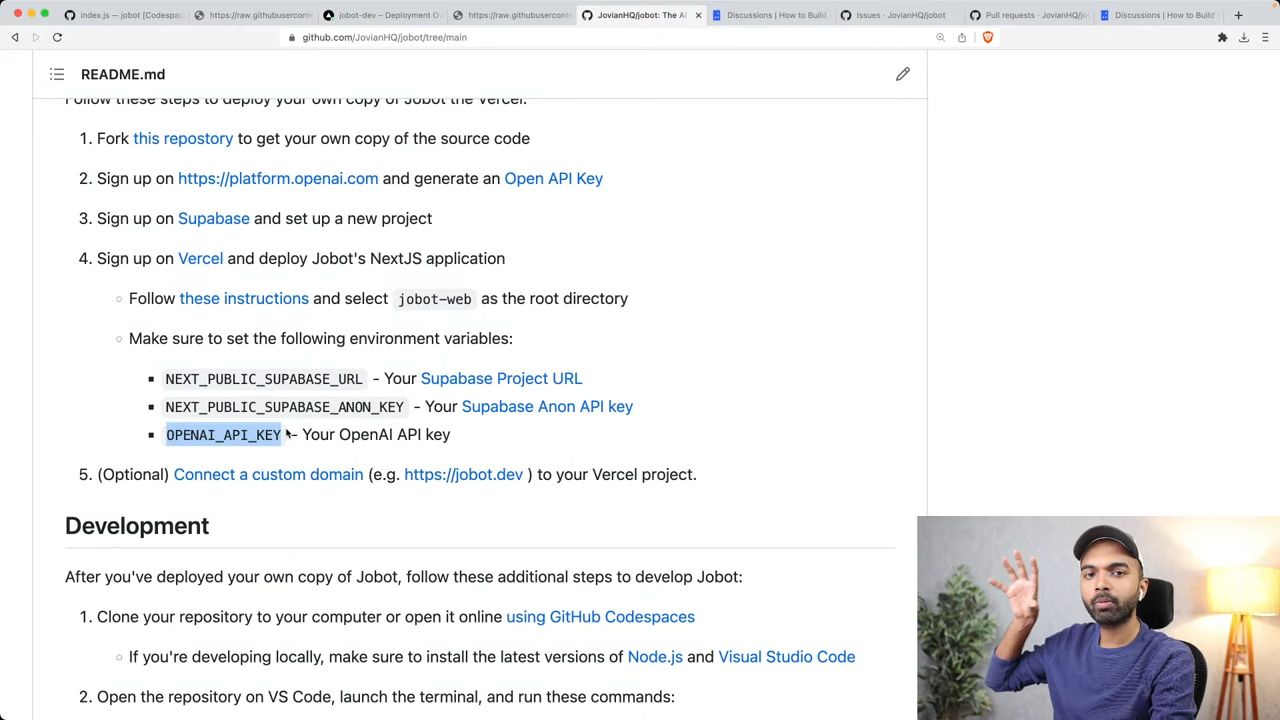 index.js — jobot [Codespac
https://raw.githubuserconte
jobot-dev – Deployment Ov
https://raw.githubuserconte
JovianHQ/jobot: The AI
Discussions | How to Build
Issues · JovianHQ/jobot
Pull requests · JovianHQ/jo
Discussions | How to Build
github.com/JovianHQ/jobot/tree/main
README.md
Follow these steps to deploy your own copy of Jobot the Vercel:
1. Fork this repostory to get your own copy of the source code
2. Sign up on https://platform.openai.com and generate an Open API Key
3. Sign up on Supabase and set up a new project
4. Sign up on Vercel and deploy Jobot's NextJS application
Follow these instructions and select jobot-web as the root directory
Make sure to set the following environment variables:
NEXT_PUBLIC_SUPABASE_URL - Your Supabase Project URL
NEXT_PUBLIC_SUPABASE_ANON_KEY - Your Supabase Anon API key
OPENAI_API_KEY - Your OpenAI API key
5. (Optional) Connect a custom domain (e.g. https://jobot.dev ) to your Vercel project.
Development
After you've deployed your own copy of Jobot, follow these additional steps to develop Jobot:
1. Clone your repository to your computer or open it online using GitHub Codespaces
If you're developing locally, make sure to install the latest versions of Node.js and Visual Studio Code
2. Open the repository on VS Code, launch the terminal, and run these commands: